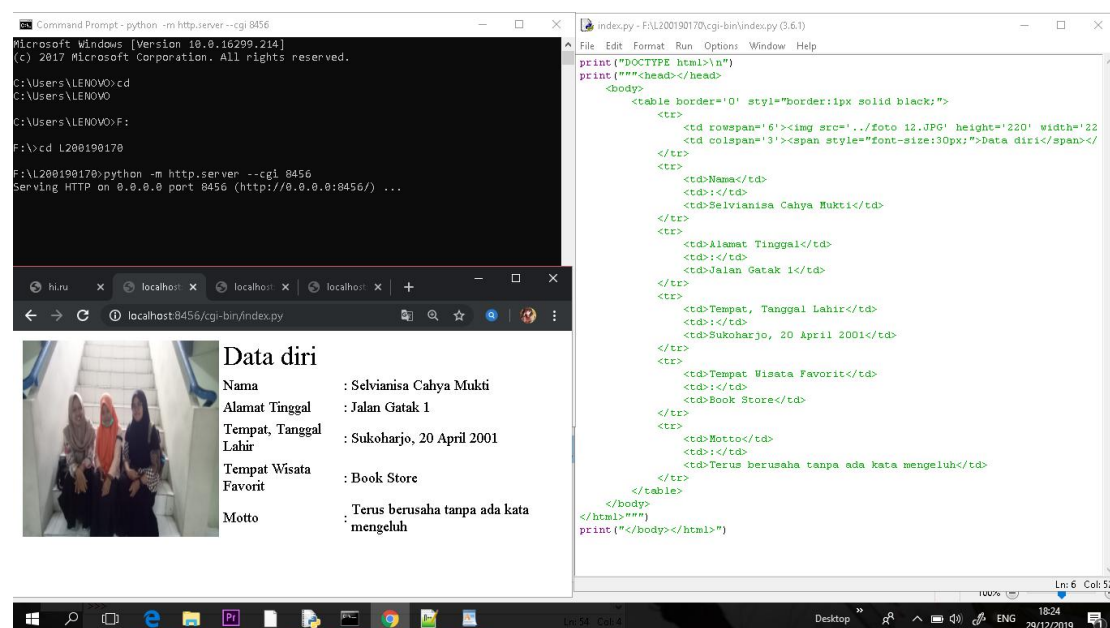 Command Prompt - python -m http.server --cgi 8456
Microsoft Windows [Version 10.0.16299.214]
(c) 2017 Microsoft Corporation. All rights reserved.
C:\Users\LENOVO>cd
C:\Users\LENOVO
C:\Users\LENOVO>F:
F:\>cd L200190170
F:\L200190170>python -m http.server --cgi 8456
Serving HTTP on 0.0.0.0 port 8456 (http://0.0.0.0:8456/) ...
hi.ru
localhost
localhost
localhost
localhost:8456/cgi-bin/index.py
Data diri
Nama : Selvianisa Cahya Mukti
Alamat Tinggal : Jalan Gatak 1
Tempat, Tanggal
Lahir : Sukoharjo, 20 April 2001
Tempat Wisata
Favorit : Book Store
Motto : Terus berusaha tanpa ada kata
mengeluh
index.py - F:\L200190170\cgi-bin\index.py (3.6.1)
File Edit Format Run Options Window Help
print("DOCTYPE html>\n")
print("""<head></head>
<body>
<table border='0' styl="border:1px solid black;">
<tr>
<td rowspan='6'><img src='../foto 12.JPG' height='220' width='22
<td colspan='3'><span style="font-size:30px;">Data diri</span></
</tr>
<tr>
<td>Nama</td>
<td>:</td>
<td>Selvianisa Cahya Mukti</td>
</tr>
<tr>
<td>Alamat Tinggal</td>
<td>:</td>
<td>Jalan Gatak 1</td>
</tr>
<tr>
<td>Tempat, Tanggal Lahir</td>
<td>:</td>
<td>Sukoharjo, 20 April 2001</td>
</tr>
<tr>
<td>Tempat Wisata Favorit</td>
<td>:</td>
<td>Book Store</td>
</tr>
<tr>
<td>Motto</td>
<td>:</td>
<td>Terus berusaha tanpa ada kata mengeluh</td>
</tr>
</table>
</body>
</html>""")
print("</body></html>")
Ln: 6 Col: 52
100%
>>>
Ln: 54 Col: 4
Desktop
ENG
18:24
29/12/2019